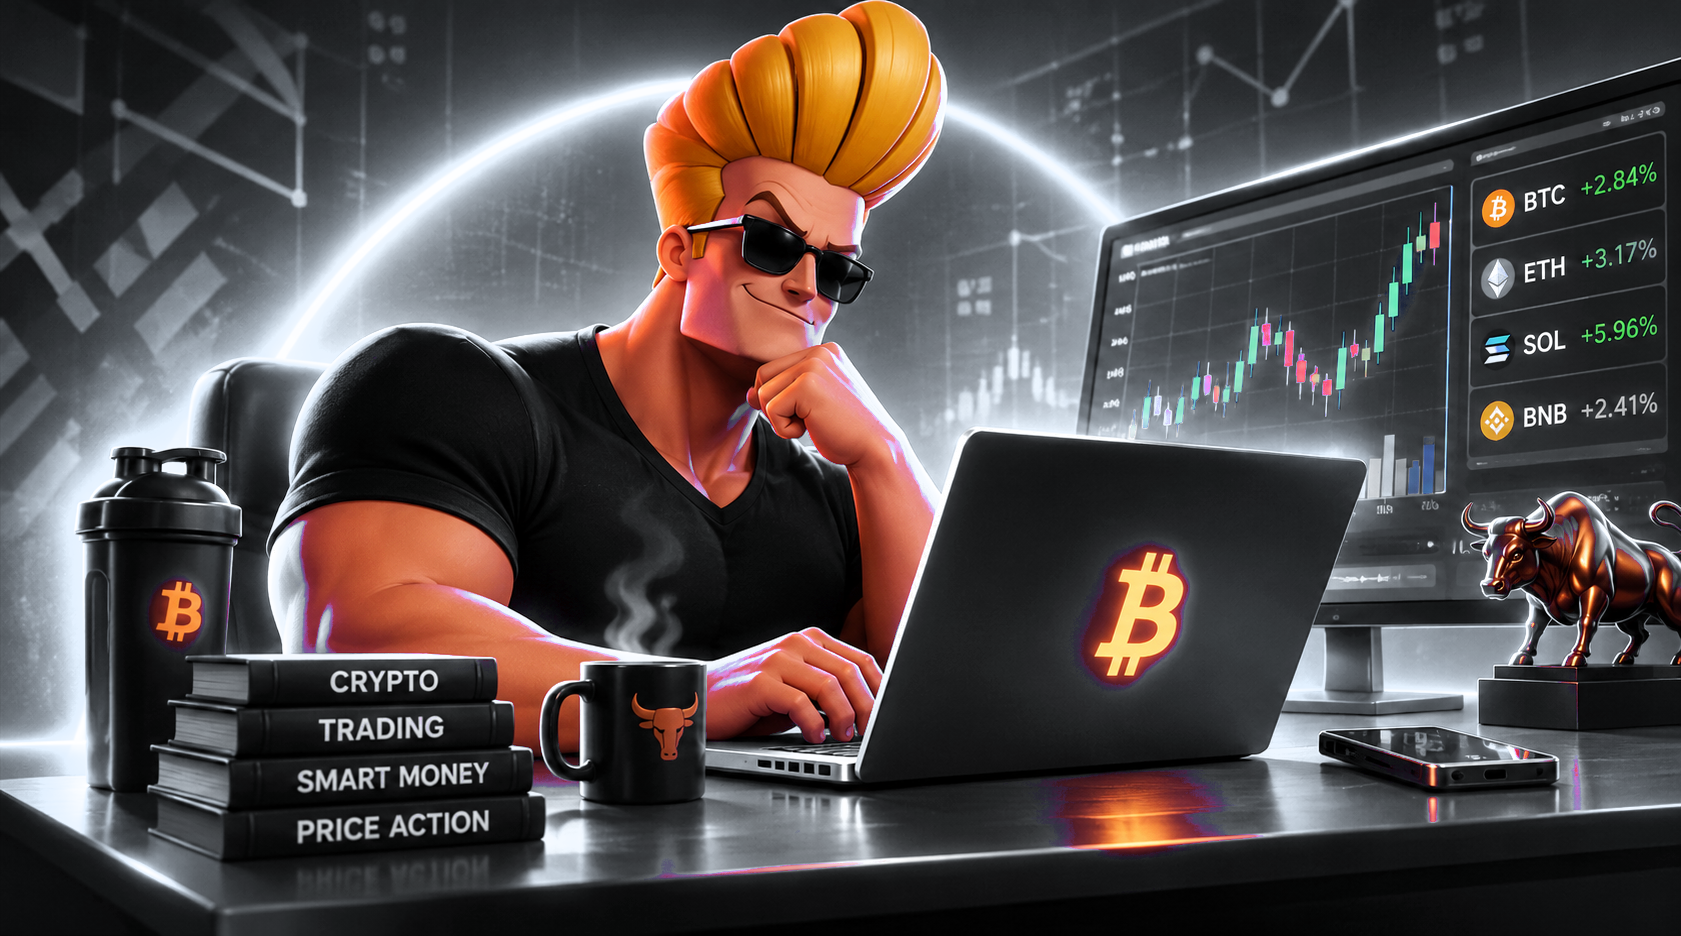 BTC +2.84%
ETH +3.17%
SOL +5.96%
BNB +2.41%
CRYPTO
TRADING
SMART MONEY
PRICE ACTION